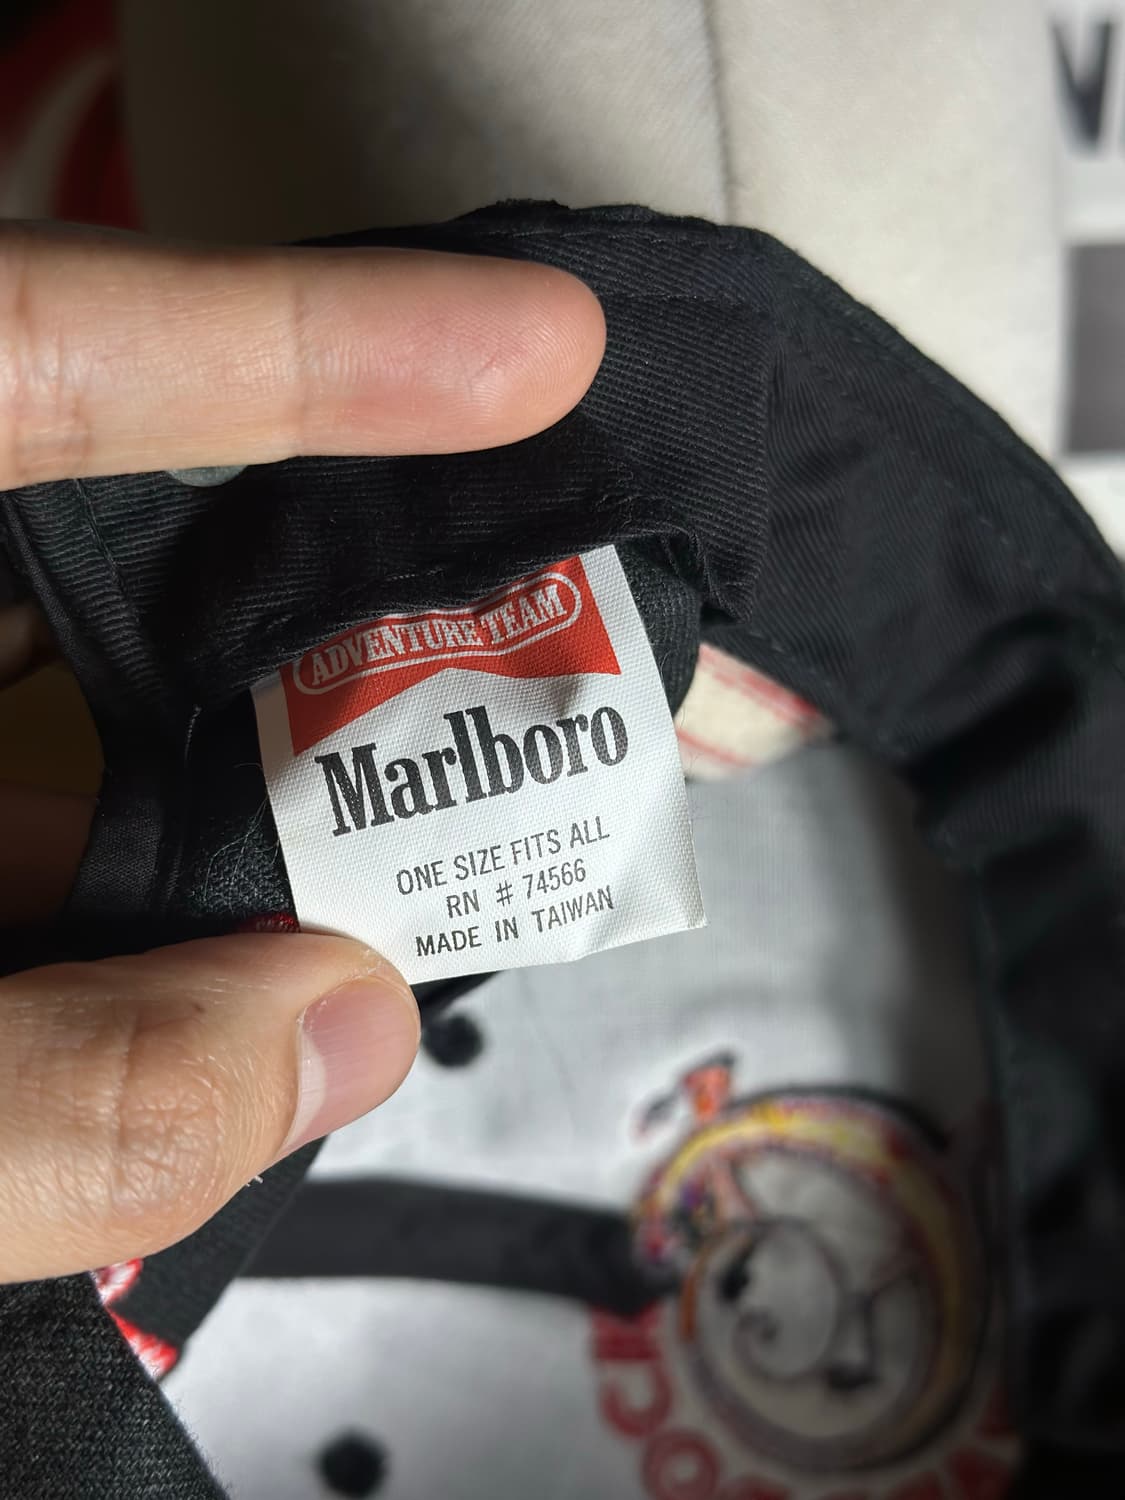 ADVENTURE TEAM
Marlboro
ONE SIZE FITS ALL
RN # 74566
MADE IN TAIWAN